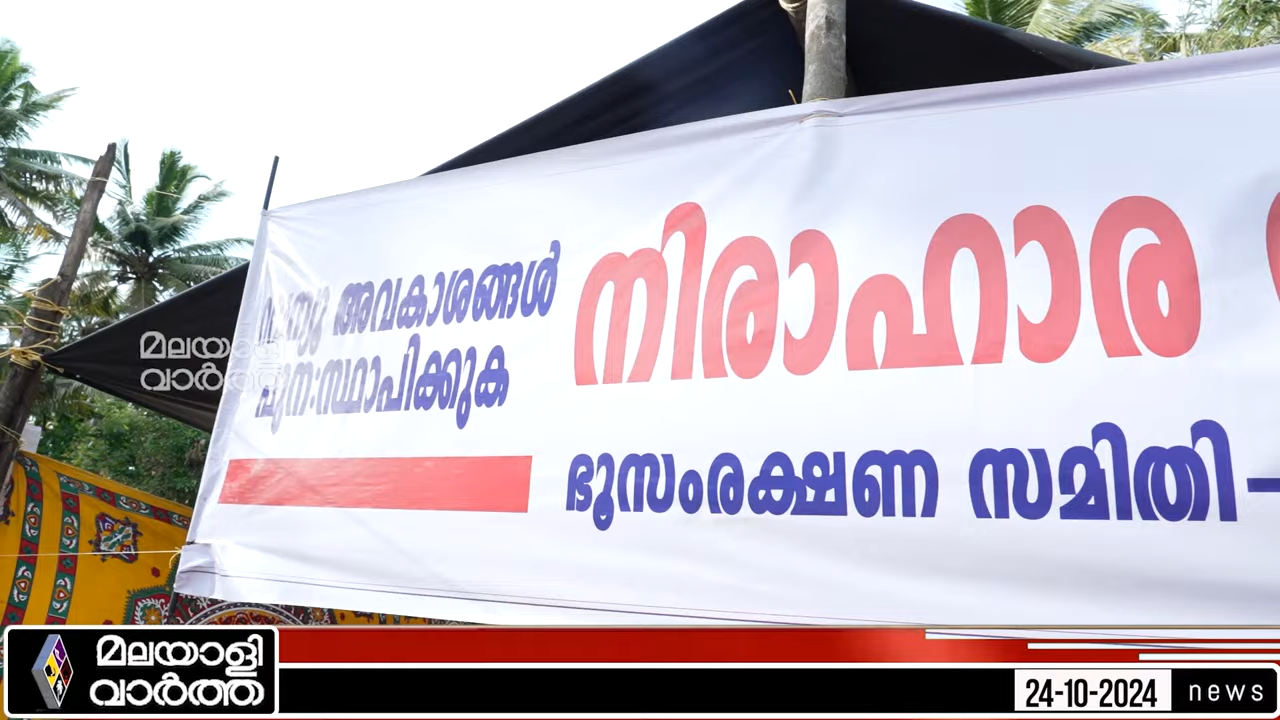 അവകാശങ്ങൾ
പുനഃസ്ഥാപിക്കുക
നിരാഹാര
ഭൂസംരക്ഷണ സമിതി–
മലയാളി
വാർത്ത
മലയാളി
വാർത്ത
24-10-2024
news